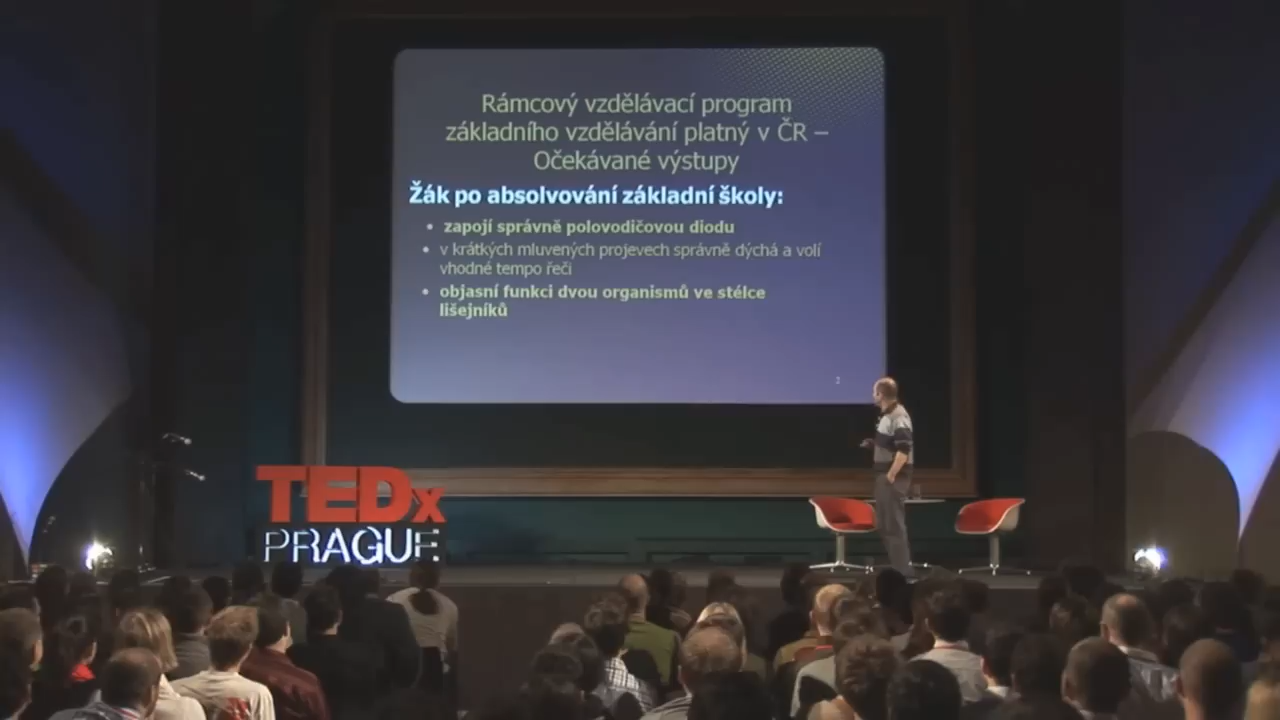 Rámcový vzdělávací program
základního vzdělávání platný v ČR –
Očekávané výstupy
Žák po absolvování základní školy:
• zapojí správně polovodičovou diodu
• v krátkých mluvených projevech správně dýchá a volí
vhodné tempo řeči
• objasní funkci dvou organismů ve stélce
lišejníků
2
TEDx
PRAGUE